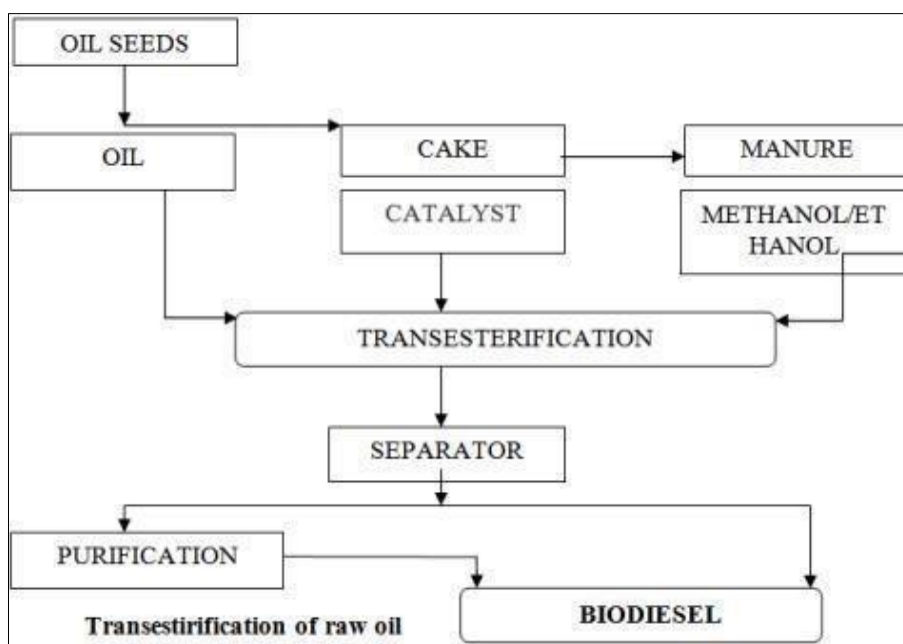 OIL SEEDS
OIL
CAKE
MANURE
CATALYST
METHANOL/ET
HANOL
TRANSESTERIFICATION
SEPARATOR
PURIFICATION
BIODIESEL
Transestirification of raw oil